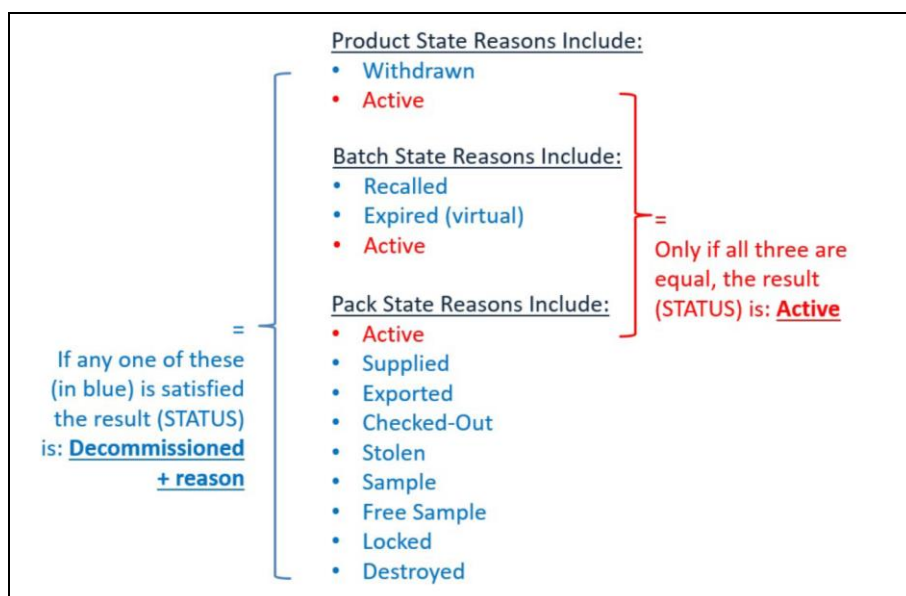 Product State Reasons Include:
• Withdrawn
• Active
Batch State Reasons Include:
• Recalled
• Expired (virtual)
• Active
Pack State Reasons Include:
• Active
• Supplied
• Exported
• Checked-Out
• Stolen
• Sample
• Free Sample
• Locked
• Destroyed
=
If any one of these
(in blue) is satisfied
the result (STATUS)
is: Decommissioned
+ reason
=
Only if all three are
equal, the result
(STATUS) is: Active